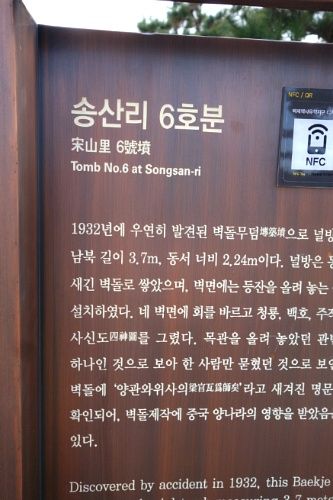 송산리 6호분
宋山里 6號墳
Tomb No.6 at Songsan-ri
NFC / QR
NFC
1932년에 우연히 발견된 벽돌무덤塼築墳으로 널방
남북 길이 3.7m, 동서 너비 2.24m이다. 널방은
새긴 벽돌로 쌓았으며, 벽면에는 등잔을 올려 놓는
설치하였다. 네 벽면에 회를 바르고 청룡, 백호, 주작
사신도四神圖를 그렸다. 목관을 올려 놓았던 관
하나인 것으로 보아 한 사람만 묻혔던 것으로 보
벽돌에 ‘양관와위사의梁官瓦爲師矣’라고 새겨진 명문
확인되어, 벽돌제작에 중국 양나라의 영향을 받았음
있다.
Discovered by accident in 1932, this Baekje